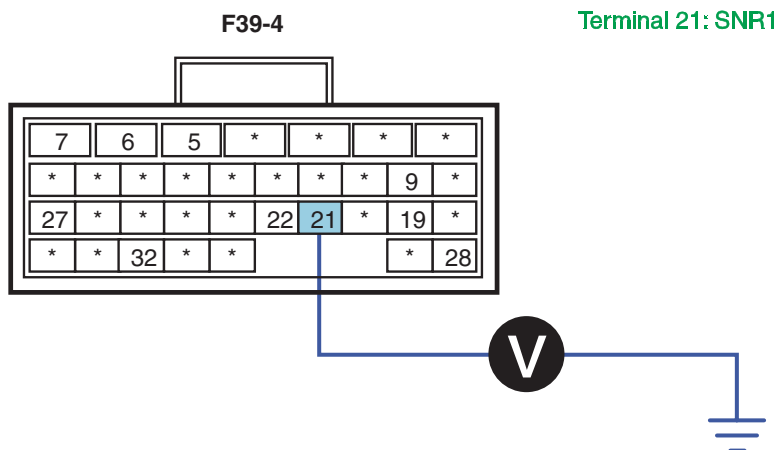 F39-4
Terminal 21: SNR1
7 6 5 * * * *
* * * * * * * * 9 *
27 * * * * 22 21 * 19 *
* * 32 * * * 28
V